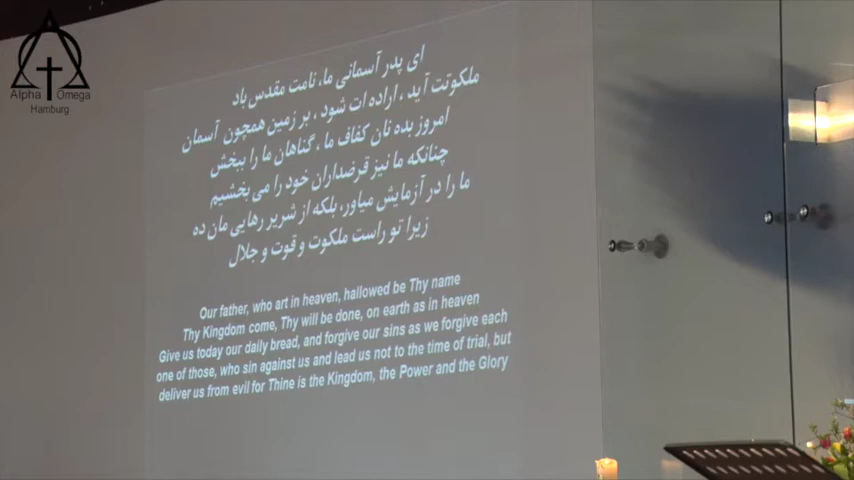 Alpha Omega
Hamburg
ای پدر آسمانی ما، نامت مقدس باد
ملکوتت آید ، اراده ات شود ، بر زمین همچون آسمان
امروز بده نان کفاف ما ، گناهان ما را ببخش
چنانکه ما نیز قرضداران خود را می بخشیم
ما را در آزمایش میاور، بلکه از شریر رهایی مان ده
زیرا تو راست ملکوت و قوت و جلال
Our father, who art in heaven, hallowed be Thy name
Thy Kingdom come, Thy will be done, on earth as in heaven
Give us today our daily bread, and forgive our sins as we forgive each
one of those, who sin against us and lead us not to the time of trial, but
deliver us from evil for Thine is the Kingdom, the Power and the Glory